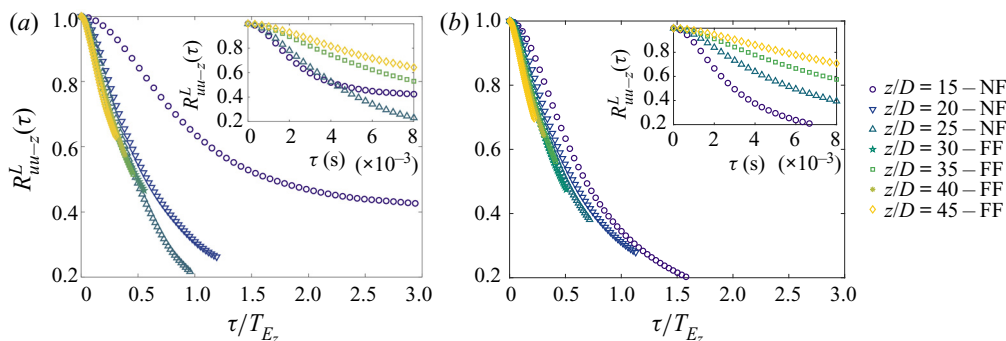 (a)
1.0
0.8
0.6
0.4
0.2
R^L_{uu−z}(τ)
0
0.5
1.0
1.5
2.0
2.5
3.0
τ/T_{E_z}
R^L_{uu−z}(τ)
0.8
0.6
0.4
0.2
0 2 4 6 8
τ (s) (×10^{−3})
(b)
1.0
0.8
0.6
0.4
0.2
0
0.5
1.0
1.5
2.0
2.5
3.0
τ/T_{E_z}
R^L_{uu−z}(τ)
0.8
0.6
0.4
0.2
0 2 4 6 8
τ (s) (×10^{−3})
z/D = 15 – NF
z/D = 20 – NF
z/D = 25 – NF
z/D = 30 – FF
z/D = 35 – FF
z/D = 40 – FF
z/D = 45 – FF